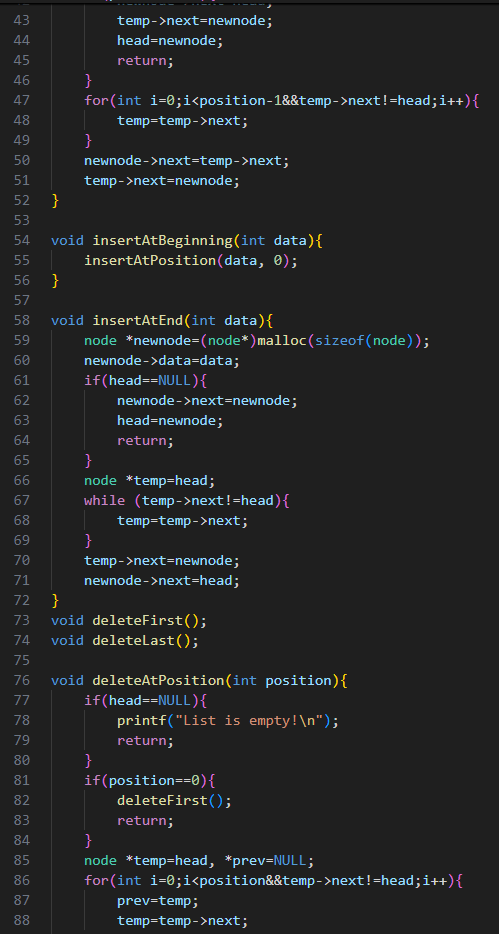 43 temp->next=newnode;
44 head=newnode;
45 return;
46 }
47 for(int i=0;i<position-1&&temp->next!=head;i++){
48 temp=temp->next;
49 }
50 newnode->next=temp->next;
51 temp->next=newnode;
52 }
53
54 void insertAtBeginning(int data){
55 insertAtPosition(data, 0);
56 }
57
58 void insertAtEnd(int data){
59 node *newnode=(node*)malloc(sizeof(node));
60 newnode->data=data;
61 if(head==NULL){
62 newnode->next=newnode;
63 head=newnode;
64 return;
65 }
66 node *temp=head;
67 while (temp->next!=head){
68 temp=temp->next;
69 }
70 temp->next=newnode;
71 newnode->next=head;
72 }
73 void deleteFirst();
74 void deleteLast();
75
76 void deleteAtPosition(int position){
77 if(head==NULL){
78 printf("List is empty!\n");
79 return;
80 }
81 if(position==0){
82 deleteFirst();
83 return;
84 }
85 node *temp=head, *prev=NULL;
86 for(int i=0;i<position&&temp->next!=head;i++){
87 prev=temp;
88 temp=temp->next;